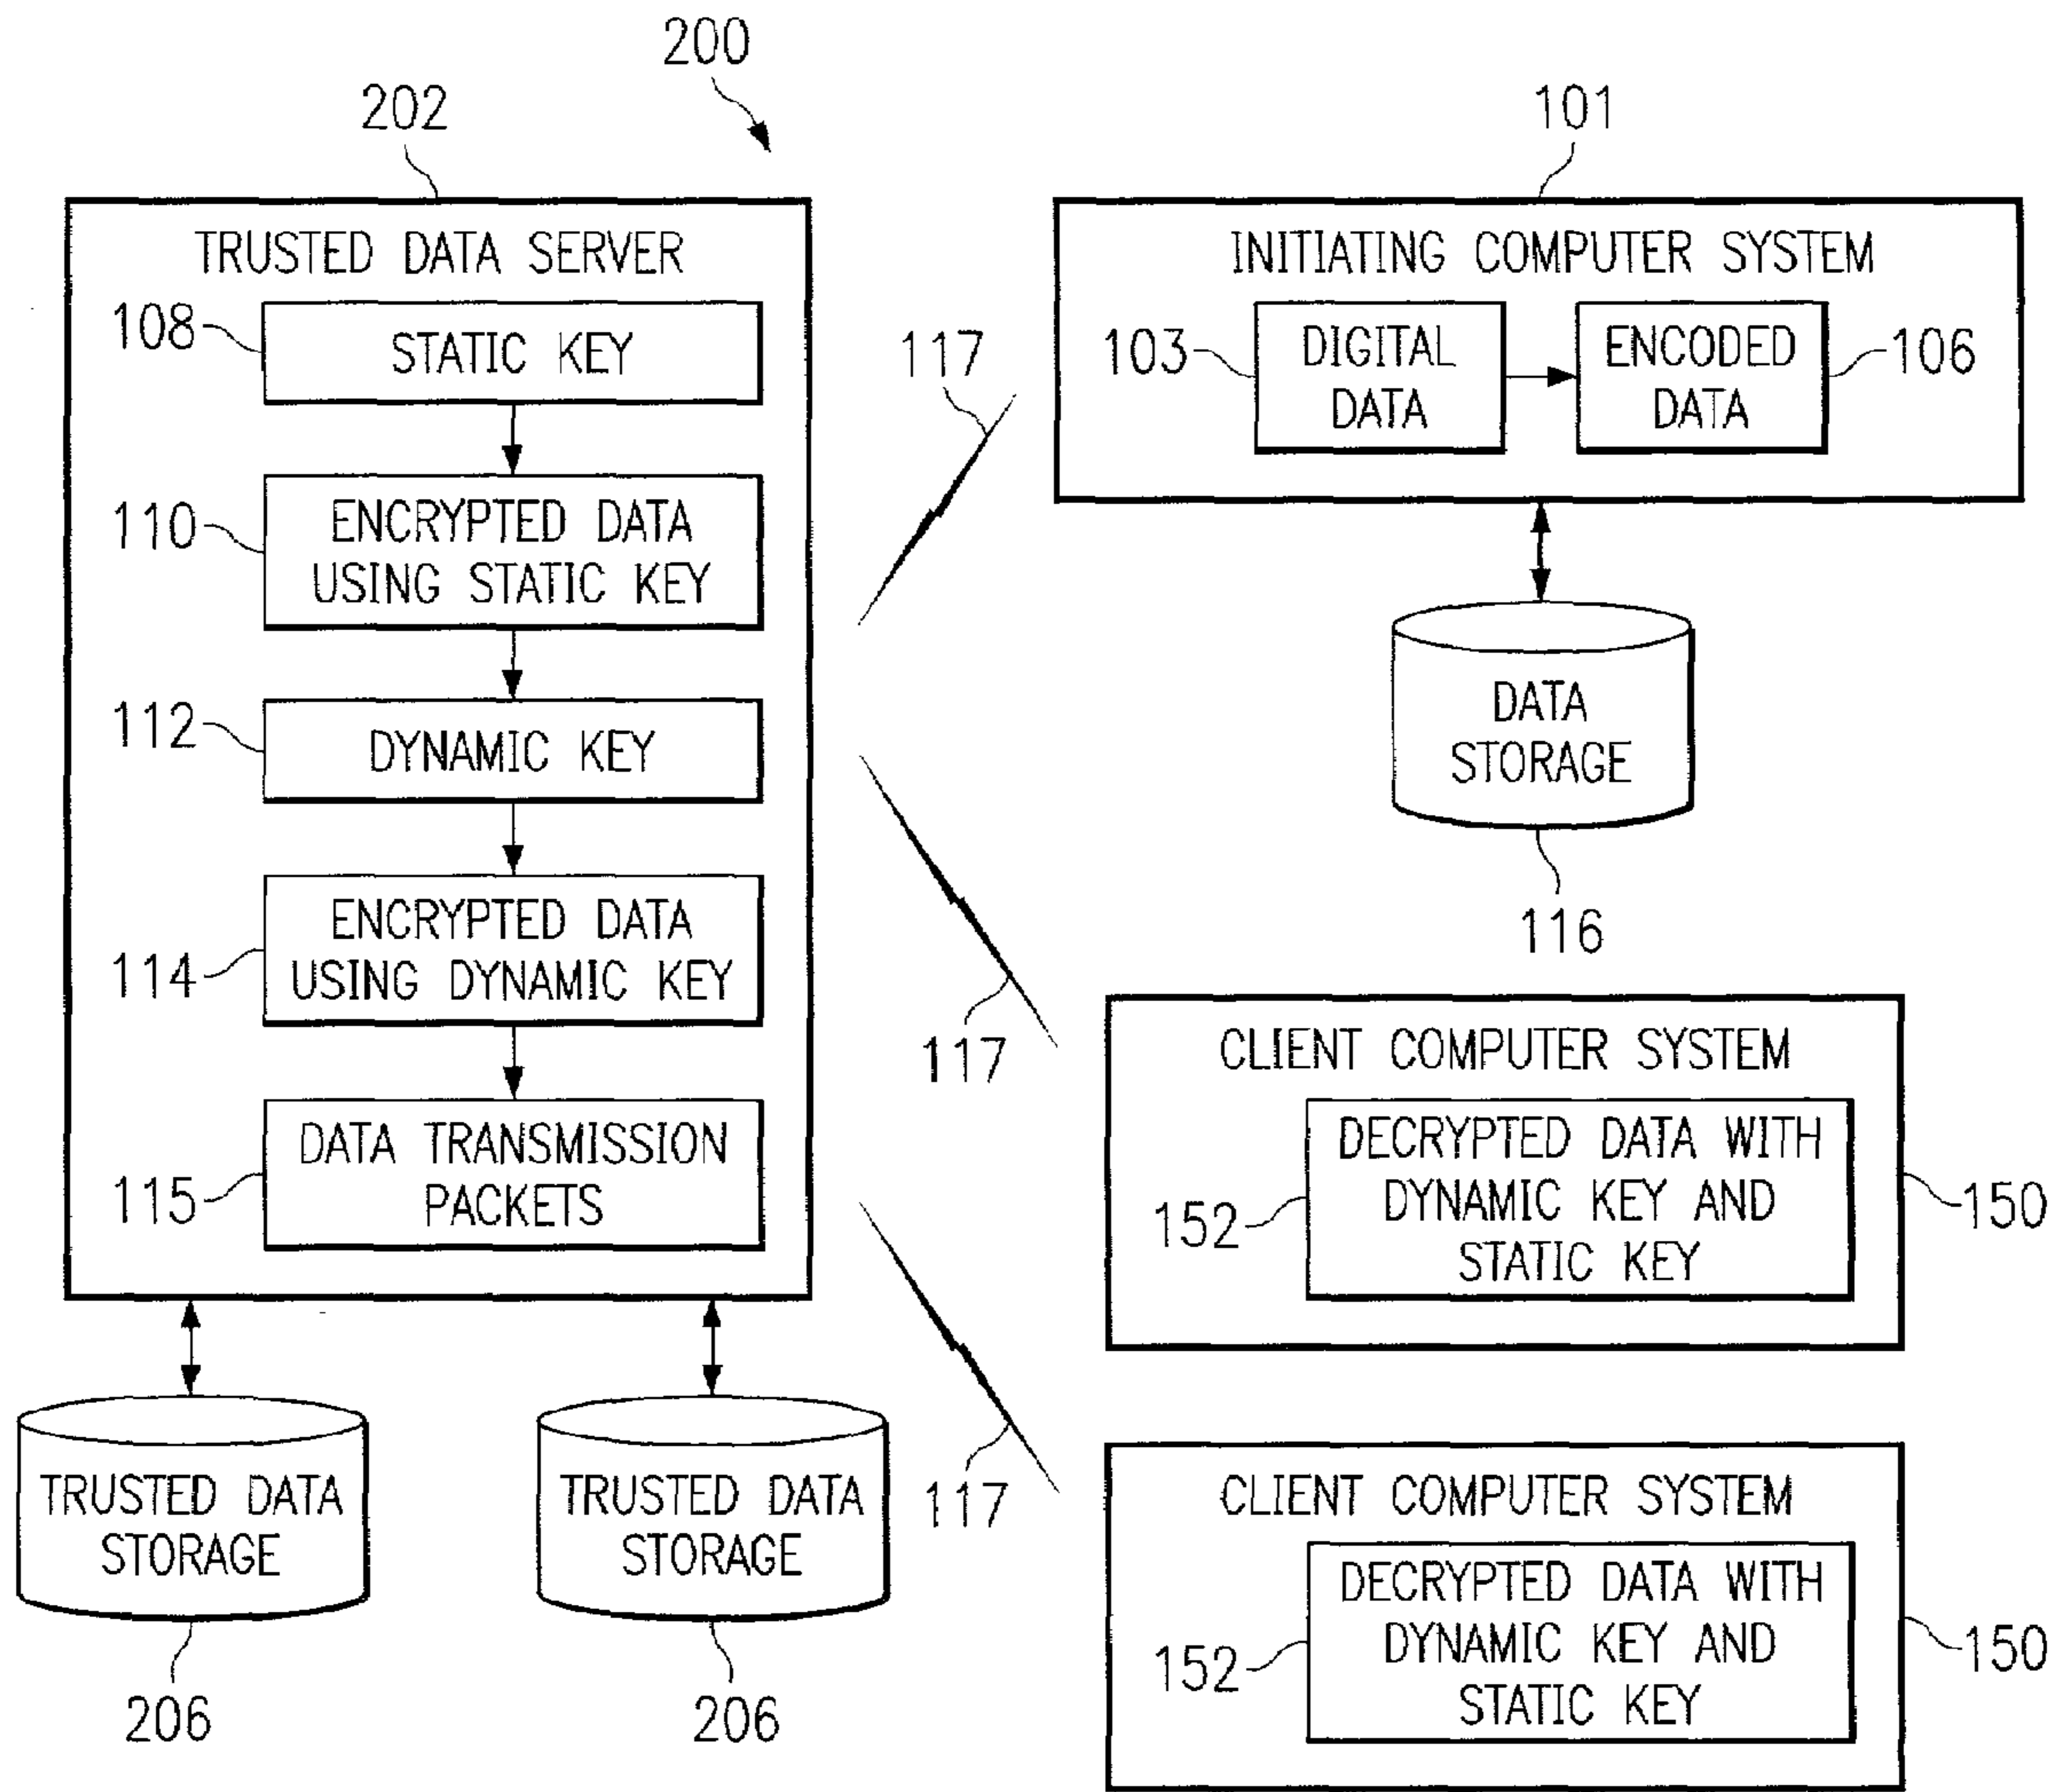 200
202
TRUSTED DATA SERVER
108
STATIC KEY
110
ENCRYPTED DATA
USING STATIC KEY
112
DYNAMIC KEY
114
ENCRYPTED DATA
USING DYNAMIC KEY
115
DATA TRANSMISSION
PACKETS
TRUSTED DATA
STORAGE
206
TRUSTED DATA
STORAGE
206
117
117
117
101
INITIATING COMPUTER SYSTEM
103
DIGITAL
DATA
ENCODED
DATA
106
DATA
STORAGE
116
CLIENT COMPUTER SYSTEM
152
DECRYPTED DATA WITH
DYNAMIC KEY AND
STATIC KEY
150
CLIENT COMPUTER SYSTEM
152
DECRYPTED DATA WITH
DYNAMIC KEY AND
STATIC KEY
150